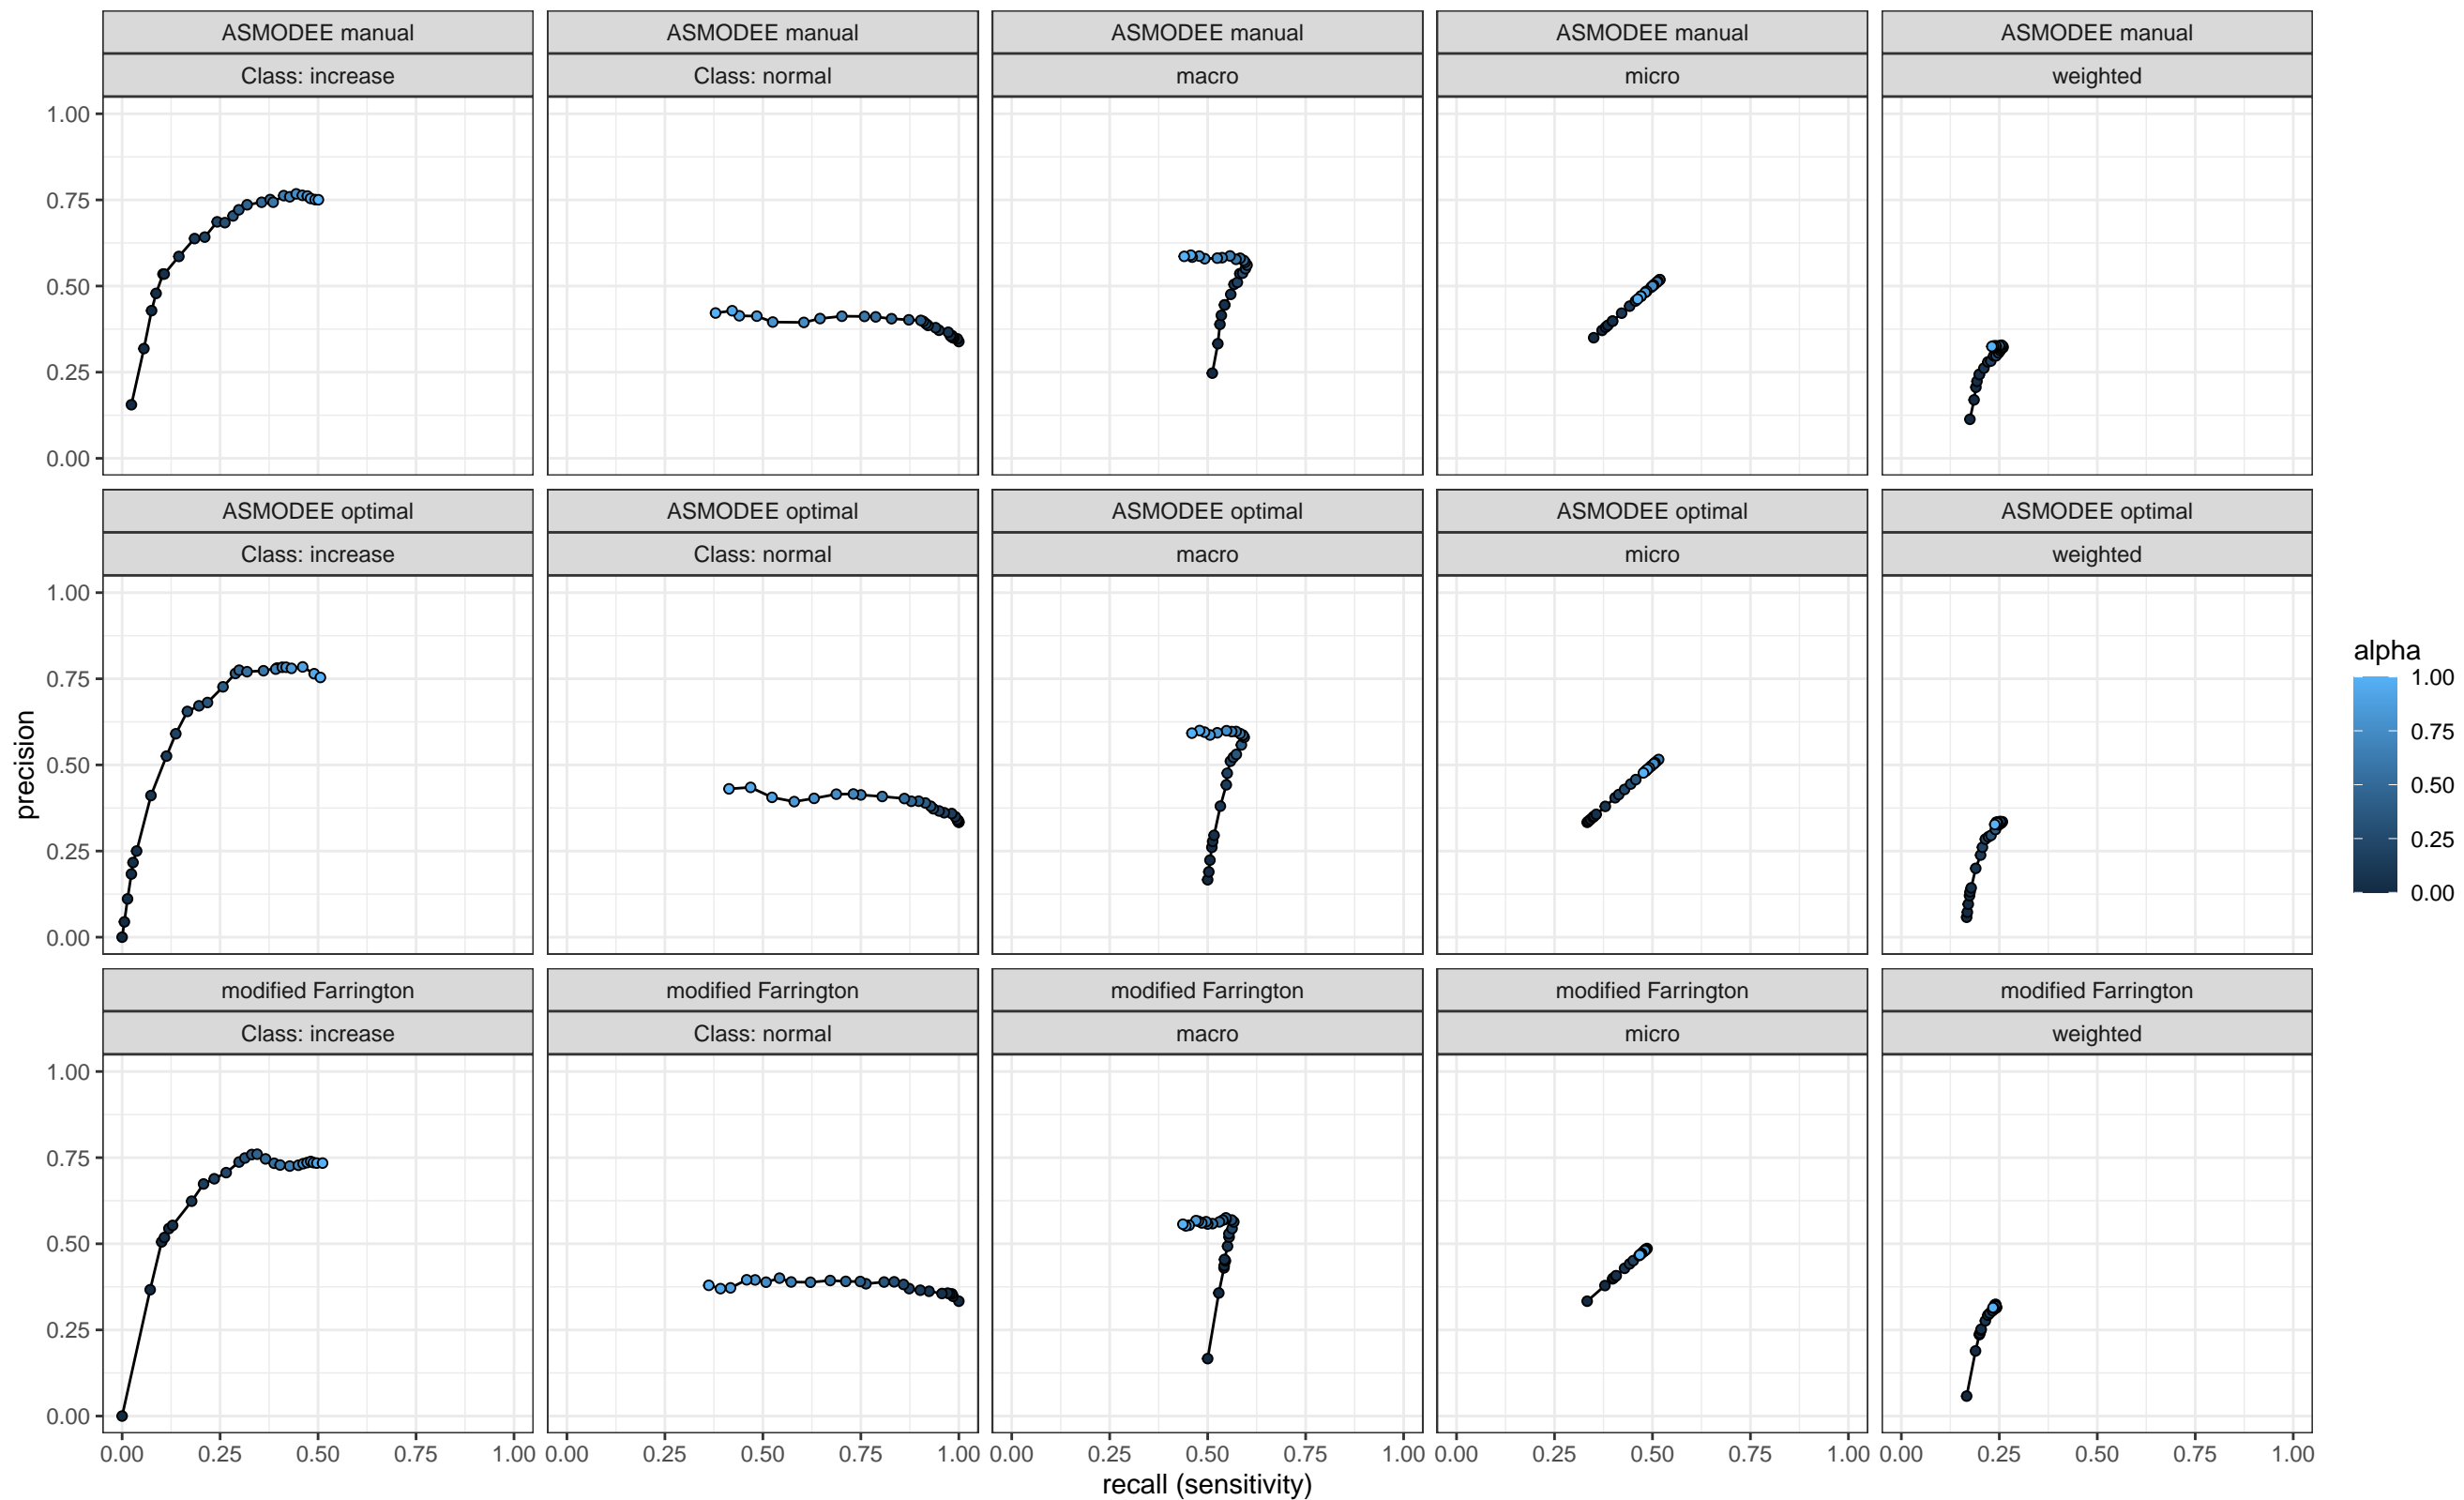 ASMODEE manual ASMODEE manual ASMODEE manual ASMODEE manual ASMODEE manual
Class: increase Class: normal macro micro weighted
1.00
0.75
0.50
0.25
0.00
ASMODEE optimal ASMODEE optimal ASMODEE optimal ASMODEE optimal ASMODEE optimal
Class: increase Class: normal macro micro weighted
1.00
0.75
0.50
0.25
0.00
precision
alpha
1.00
0.75
0.50
0.25
0.00
modified Farrington modified Farrington modified Farrington modified Farrington modified Farrington
Class: increase Class: normal macro micro weighted
1.00
0.75
0.50
0.25
0.00
0.00 0.25 0.50 0.75 1.00 0.00 0.25 0.50 0.75 1.00 0.00 0.25 0.50 0.75 1.00 0.00 0.25 0.50 0.75 1.00 0.00 0.25 0.50 0.75 1.00
recall (sensitivity)